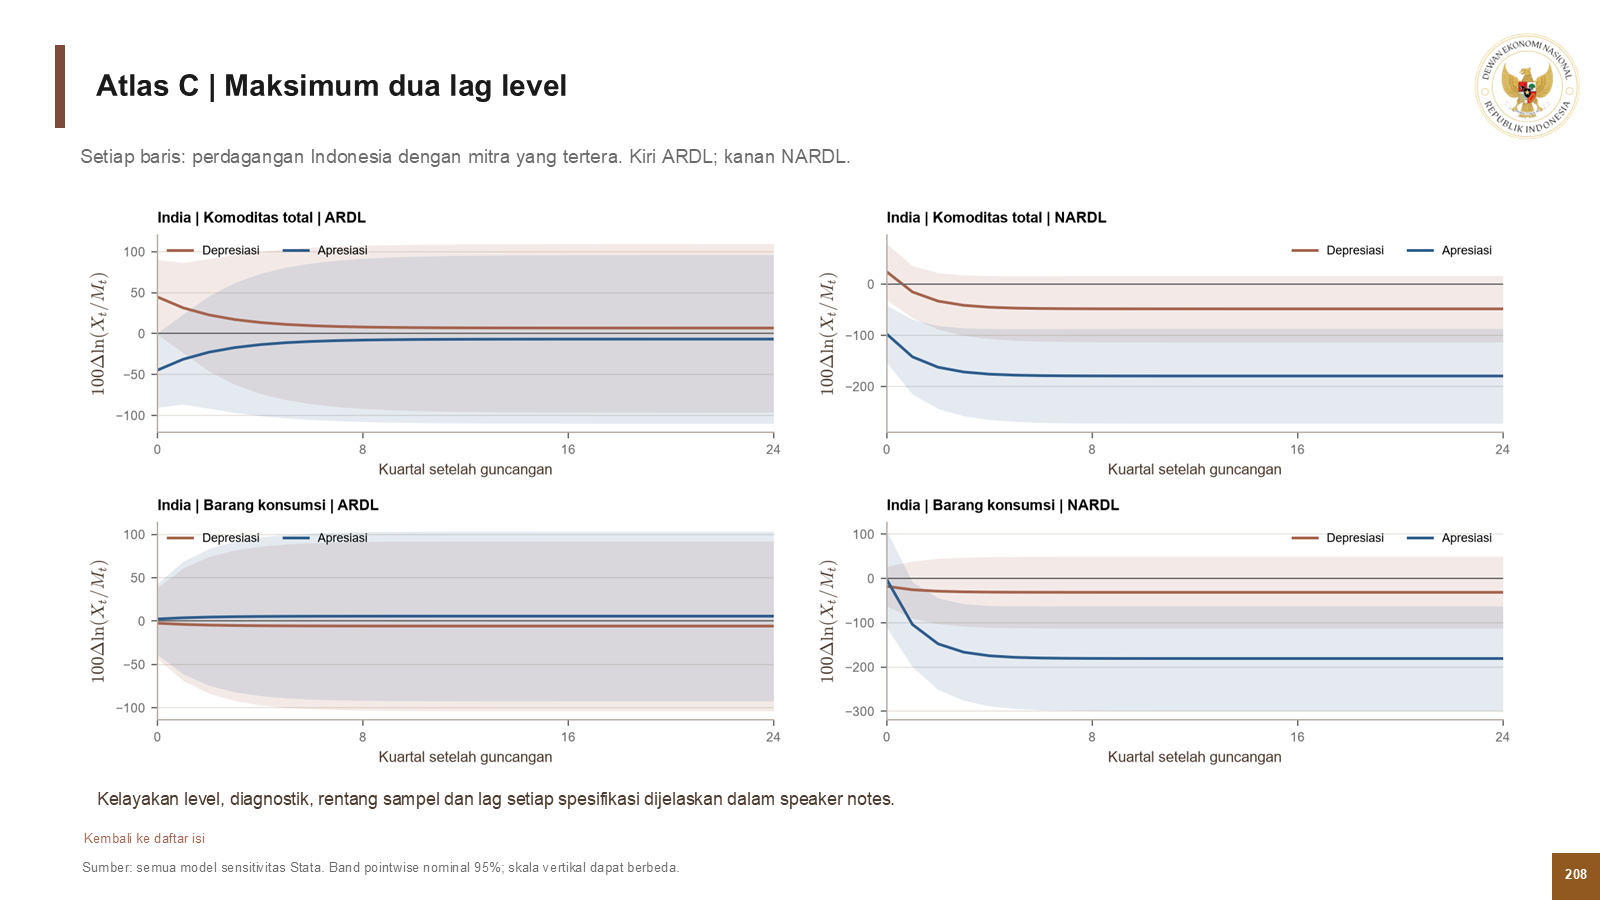 Atlas C | Maksimum dua lag level
DEWAN EKONOMI NASIONAL
REPUBLIK INDONESIA
Setiap baris: perdagangan Indonesia dengan mitra yang tertera. Kiri ARDL; kanan NARDL.
India | Komoditas total | ARDL
Depresiasi
Apresiasi
100
50
0
−50
−100
100Δln(Xt/Mt)
0
8
16
24
Kuartal setelah guncangan
India | Komoditas total | NARDL
Depresiasi
Apresiasi
0
−100
−200
100Δln(Xt/Mt)
0
8
16
24
Kuartal setelah guncangan
India | Barang konsumsi | ARDL
Depresiasi
Apresiasi
100
50
0
−50
−100
100Δln(Xt/Mt)
0
8
16
24
Kuartal setelah guncangan
India | Barang konsumsi | NARDL
Depresiasi
Apresiasi
100
0
−100
−200
−300
100Δln(Xt/Mt)
0
8
16
24
Kuartal setelah guncangan
Kelayakan level, diagnostik, rentang sampel dan lag setiap spesifikasi dijelaskan dalam speaker notes.
Kembali ke daftar isi
Sumber: semua model sensitivitas Stata. Band pointwise nominal 95%; skala vertikal dapat berbeda.
208